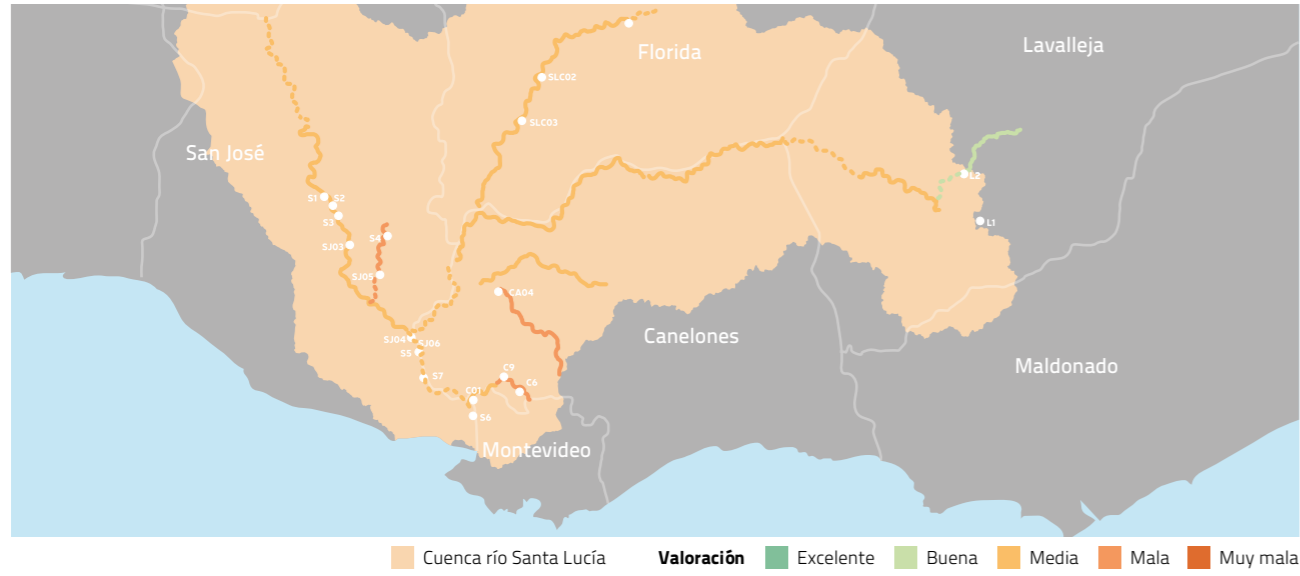 Lavalleja
Florida
SLC02
SLC03
San José
L2
S1
S2
S3
L1
S4
SJ03
SJ05
CA04
SJ04
SJ06
S5
Canelones
Maldonado
S7
C9
C6
C01
S6
Montevideo
Cuenca río Santa Lucía Valoración Excelente Buena Media Mala Muy mala